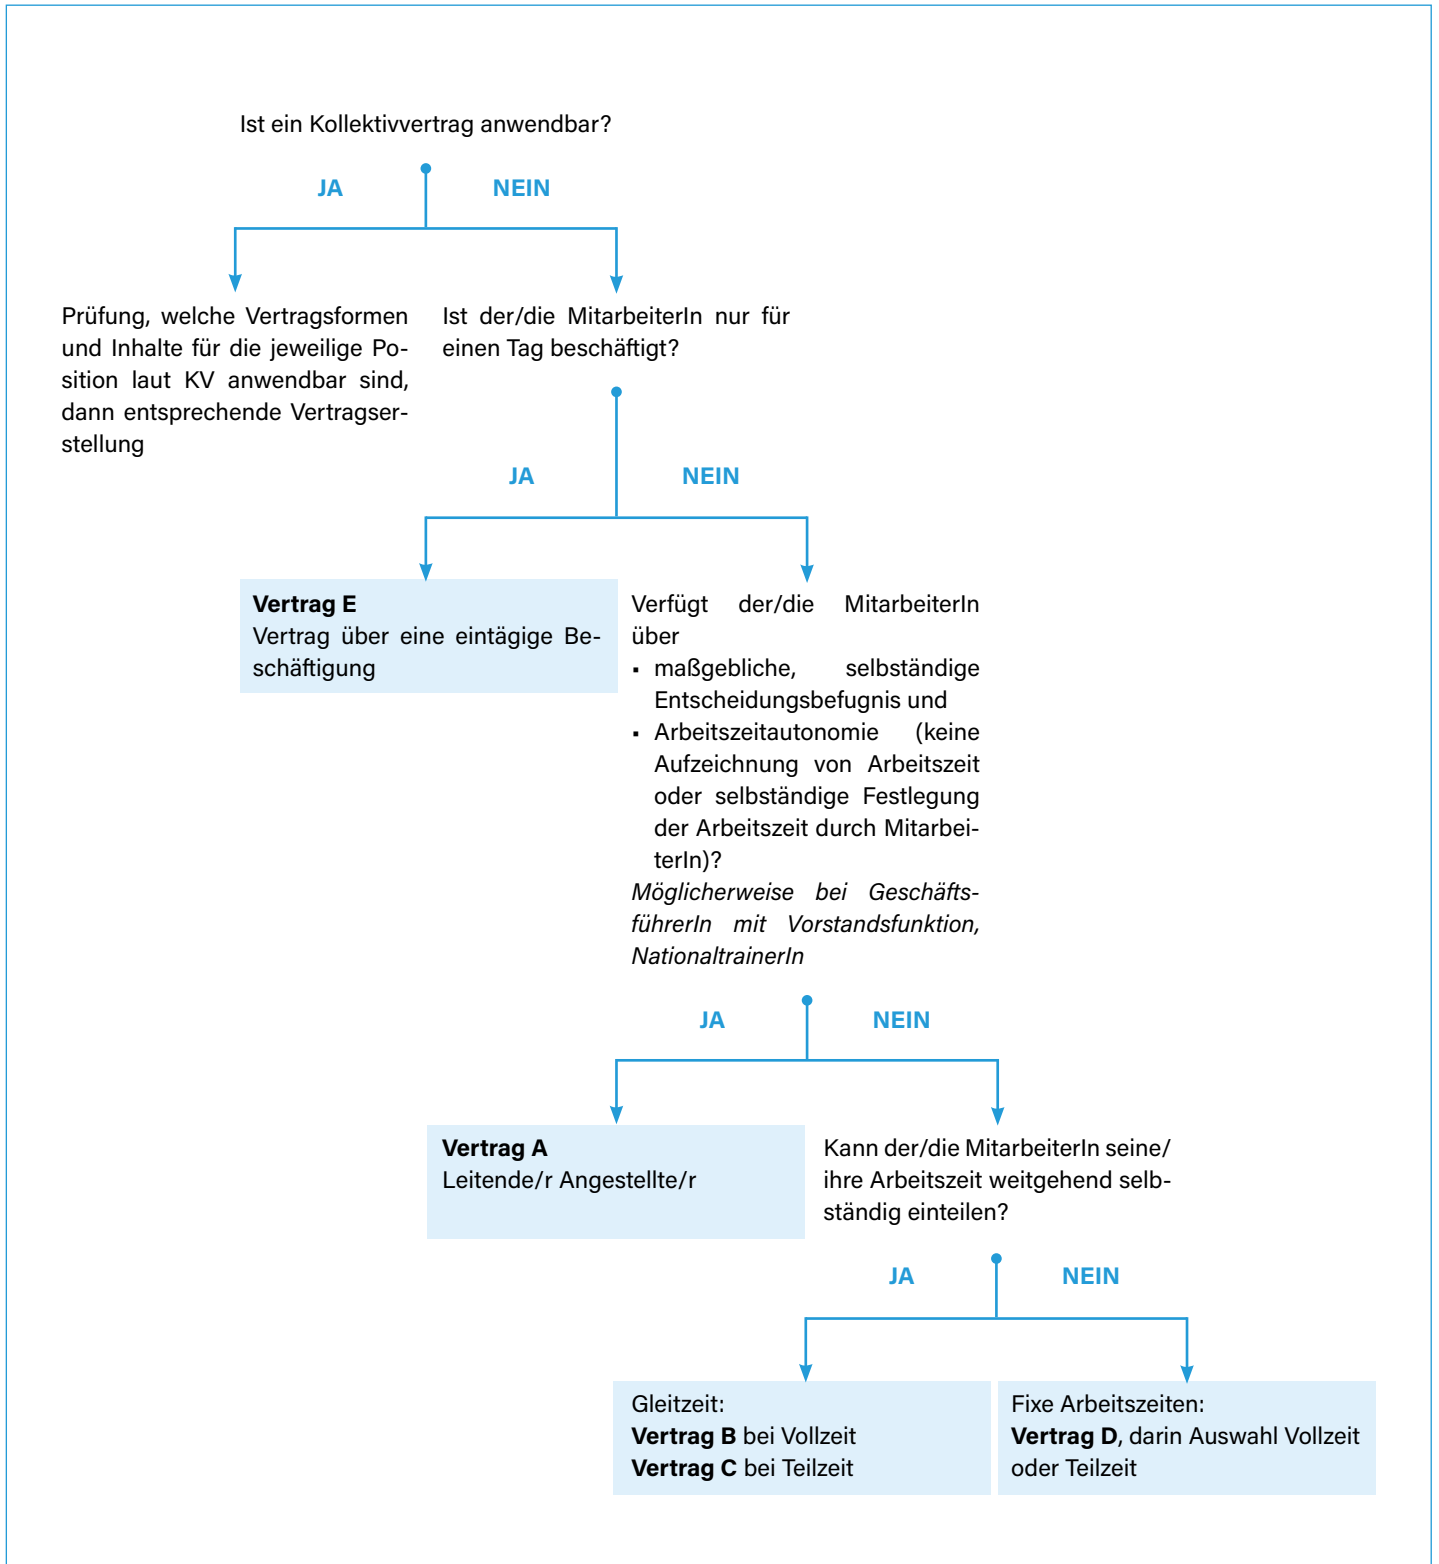 Ist ein Kollektivvertrag anwendbar?
JA
NEIN
Prüfung, welche Vertragsformen
und Inhalte für die jeweilige Po-
sition laut KV anwendbar sind,
dann entsprechende Vertragser-
stellung
Ist der/die MitarbeiterIn nur für
einen Tag beschäftigt?
JA
NEIN
Vertrag E
Vertrag über eine eintägige Be-
schäftigung
Verfügt der/die MitarbeiterIn
über
▪ maßgebliche, selbständige
Entscheidungsbefugnis und
▪ Arbeitszeitautonomie (keine
Aufzeichnung von Arbeitszeit
oder selbständige Festlegung
der Arbeitszeit durch Mitarbei-
terIn)?
Möglicherweise bei Geschäfts-
führerIn mit Vorstandsfunktion,
NationaltrainerIn
JA
NEIN
Vertrag A
Leitende/r Angestellte/r
Kann der/die MitarbeiterIn seine/
ihre Arbeitszeit weitgehend selb-
ständig einteilen?
JA
NEIN
Gleitzeit:
Vertrag B bei Vollzeit
Vertrag C bei Teilzeit
Fixe Arbeitszeiten:
Vertrag D, darin Auswahl Vollzeit
oder Teilzeit